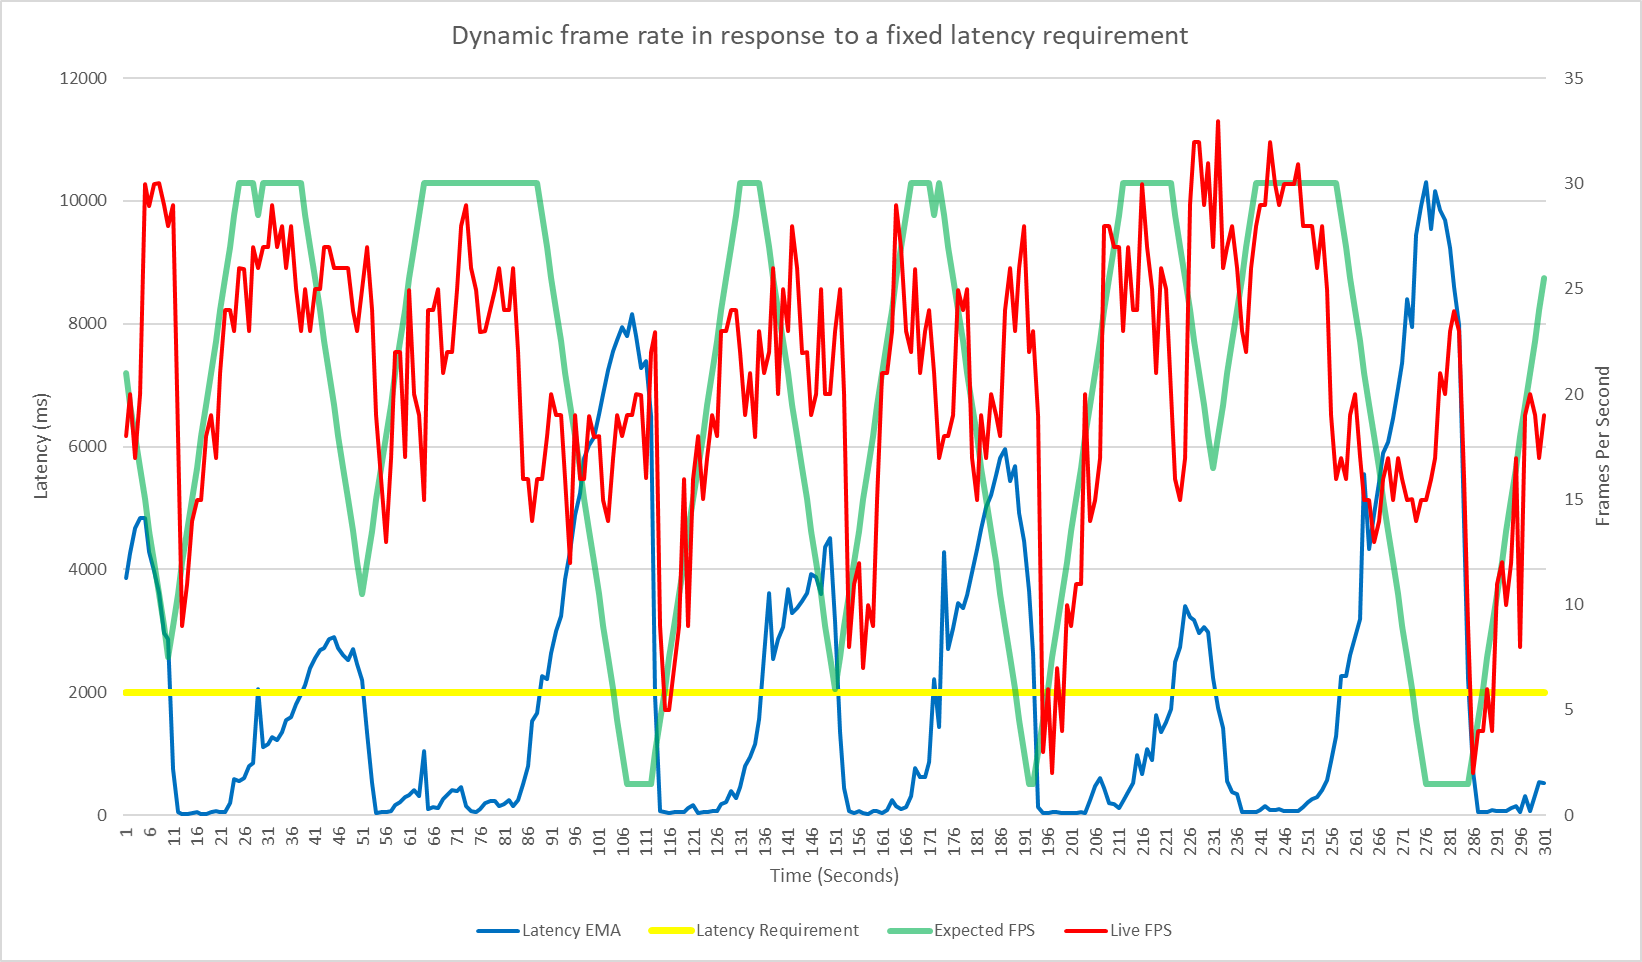 Dynamic frame rate in response to a fixed latency requirement
12000
10000
8000
6000
4000
2000
0
Latency (ms)
35
30
25
20
15
10
5
0
Frames Per Second
1 6 11 16 21 26 31 36 41 46 51 56 61 66 71 76 81 86 91 96 101 106 111 116 121 126 131 136 141 146 151 156 161 166 171 176 181 186 191 196 201 206 211 216 221 226 231 236 241 246 251 256 261 266 271 276 281 286 291 296 301
Time (Seconds)
Latency EMA Latency Requirement Expected FPS Live FPS